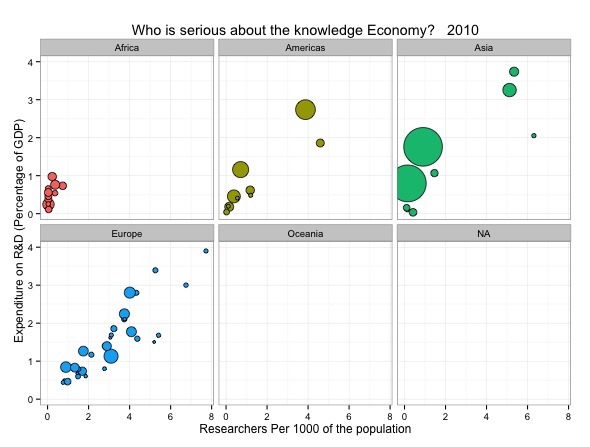 Who is serious about the knowledge Economy?   2010
Africa
Americas
Asia
4
3
2
1
0
Europe
Oceania
NA
4
3
2
1
0
0 2 4 6 8
0 2 4 6 8
0 2 4 6 8
Expenditure on R&D (Percentage of GDP)
Researchers Per 1000 of the population